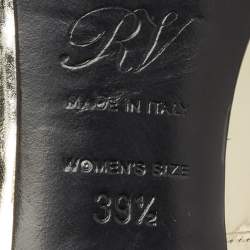 RV
MADE IN ITALY
WOMEN'S SIZE
39½